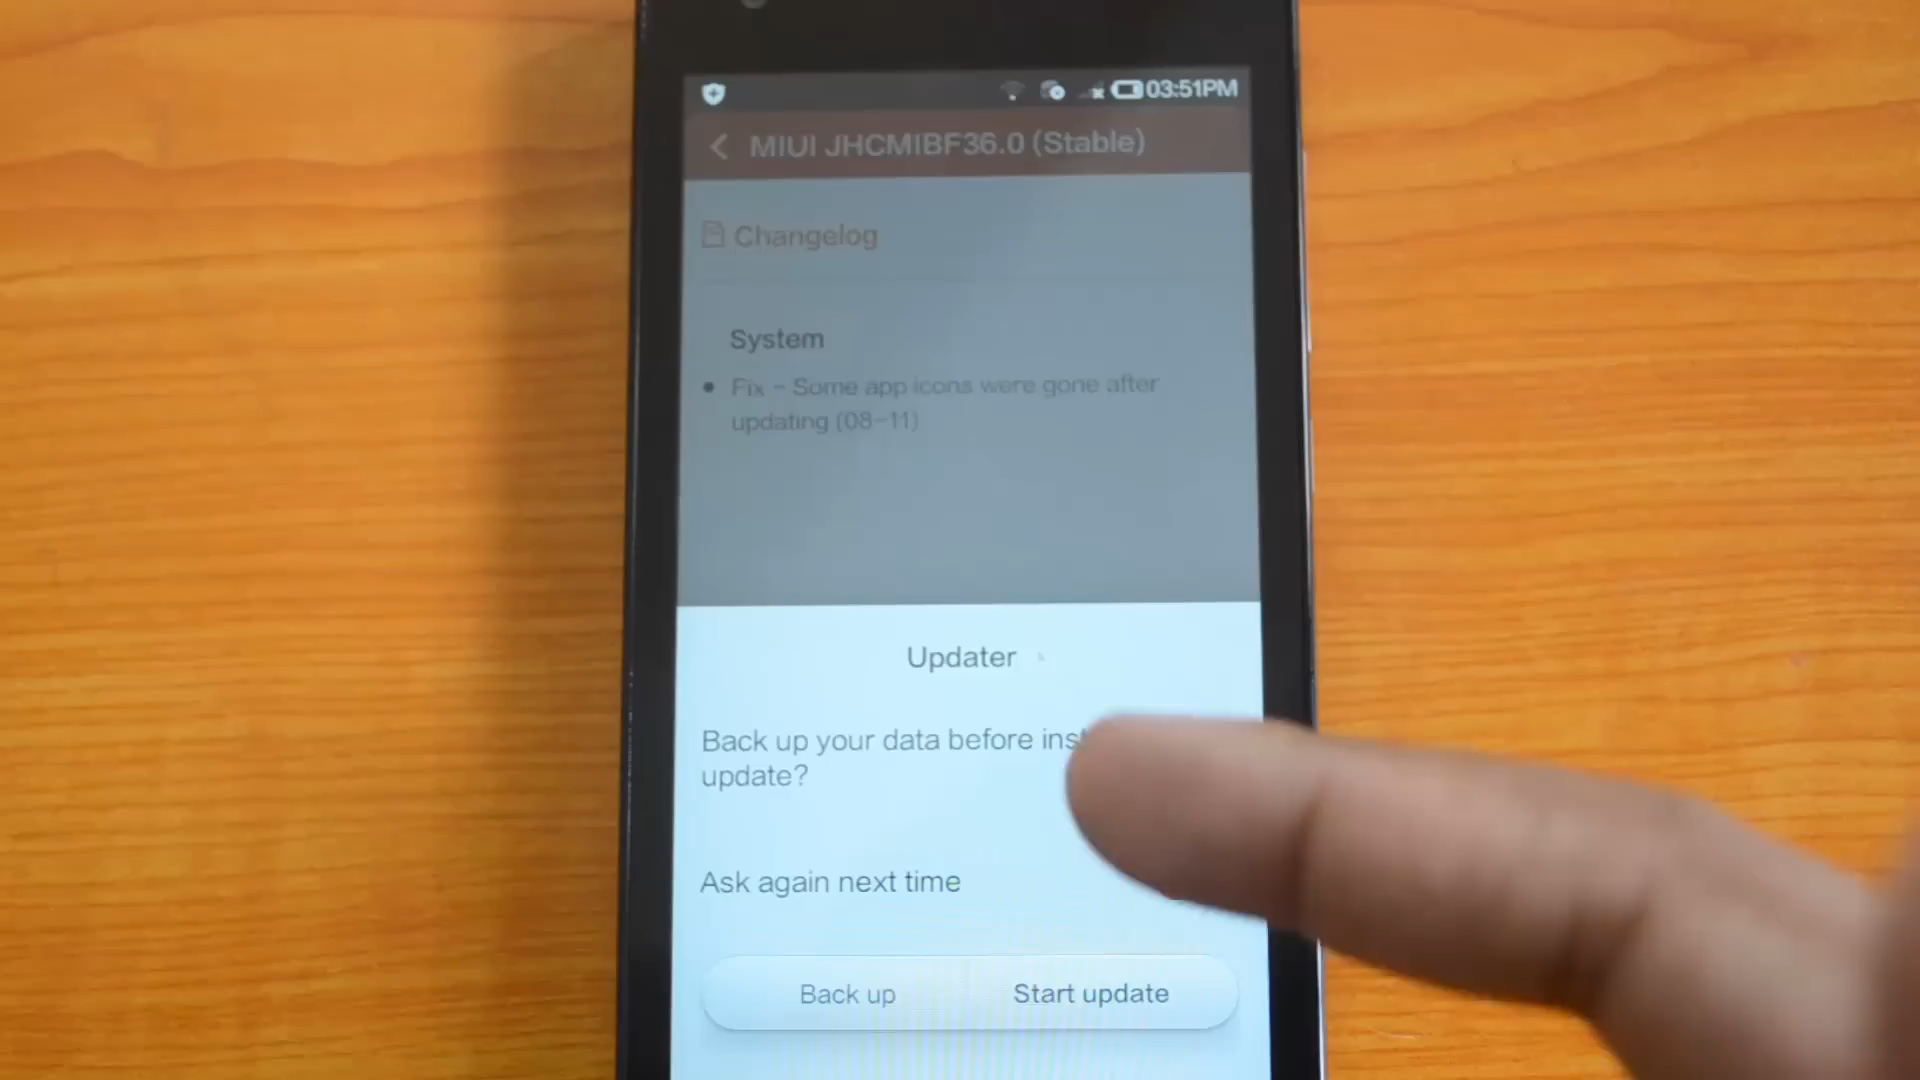 03:51PM
MIUI JHCMIBF36.0 (Stable)
Changelog
System
Fix - Some app icons were gone after
updating (08-11)
Updater
Back up your data before
update?
Ask again next time
Back up
Start update